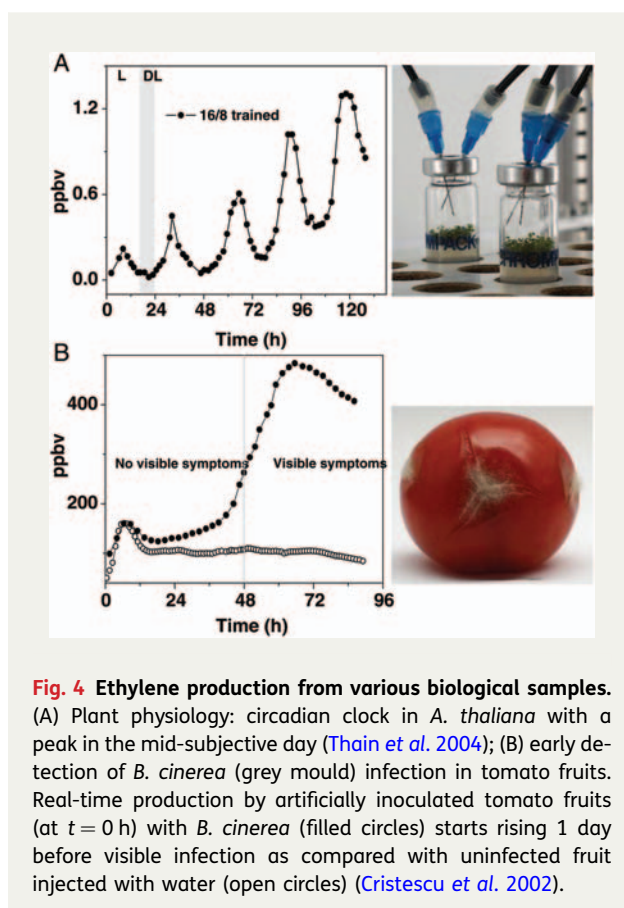 A
L DL
16/8 trained
1.2
0.6
0.0
ppbv
0 24 48 72 96 120
Time (h)
MPACK
CHROMP
B
400
200
ppbv
No visible symptoms Visible symptoms
0 24 48 72 96
Time (h)
Fig. 4 Ethylene production from various biological samples.
(A) Plant physiology: circadian clock in A. thaliana with a
peak in the mid-subjective day (Thain et al. 2004); (B) early de-
tection of B. cinerea (grey mould) infection in tomato fruits.
Real-time production by artificially inoculated tomato fruits
(at t = 0 h) with B. cinerea (filled circles) starts rising 1 day
before visible infection as compared with uninfected fruit
injected with water (open circles) (Cristescu et al. 2002).